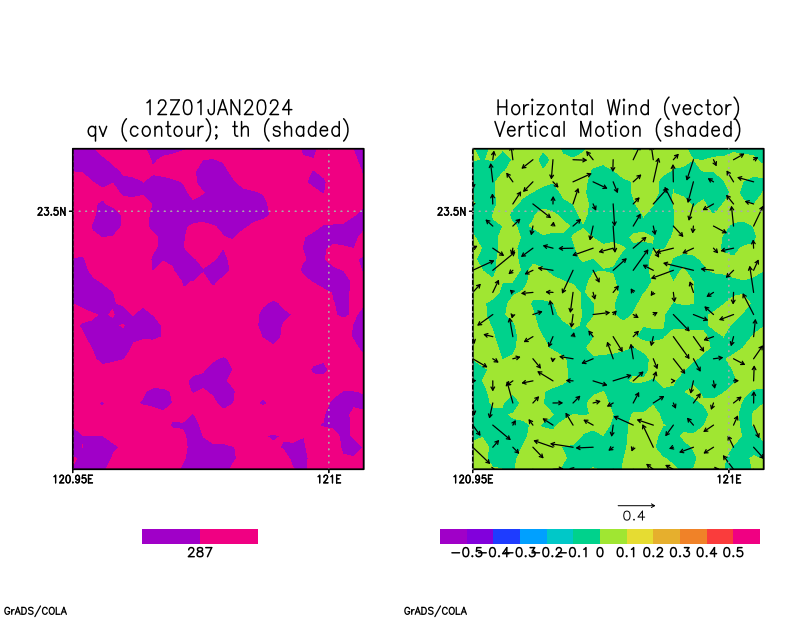 12Z01JAN2024
qv (contour); th (shaded)
23.5N
120.95E
121E
287
Horizontal Wind (vector)
Vertical Motion (shaded)
23.5N
120.95E
121E
0.4
-0.5 -0.4 -0.3 -0.2 -0.1 0 0.1 0.2 0.3 0.4 0.5
GrADS/COLA
GrADS/COLA